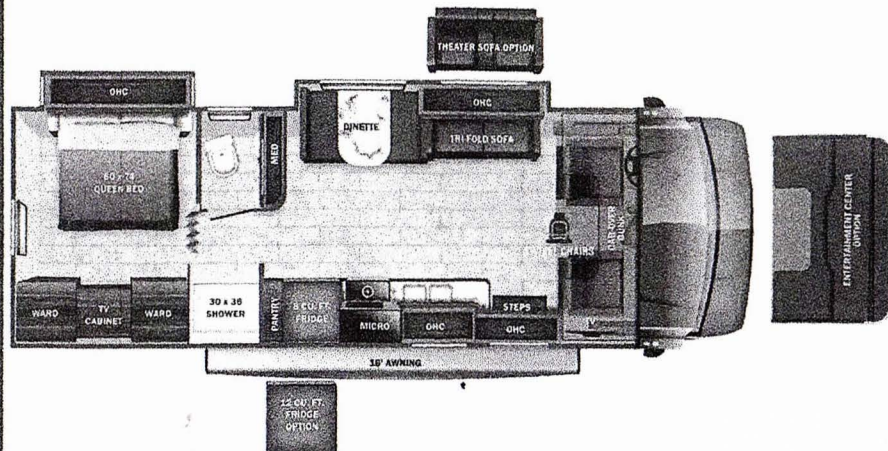 THEATER SOFA OPTION
OHC
OHC
DINETTE
TRI-FOLD SOFA
MED
60 x 74
QUEEN BED
CHAIRS
CAB-OVER
BUNK
ENTERTAINMENT CENTER
OPTION
WARD
TV
CABINET
WARD
30 x 36
SHOWER
PANTRY
8 CU. FT.
FRIDGE
MICRO
OHC
STEPS
OHC
TV
16' AWNING
12 CU. FT.
FRIDGE
OPTION